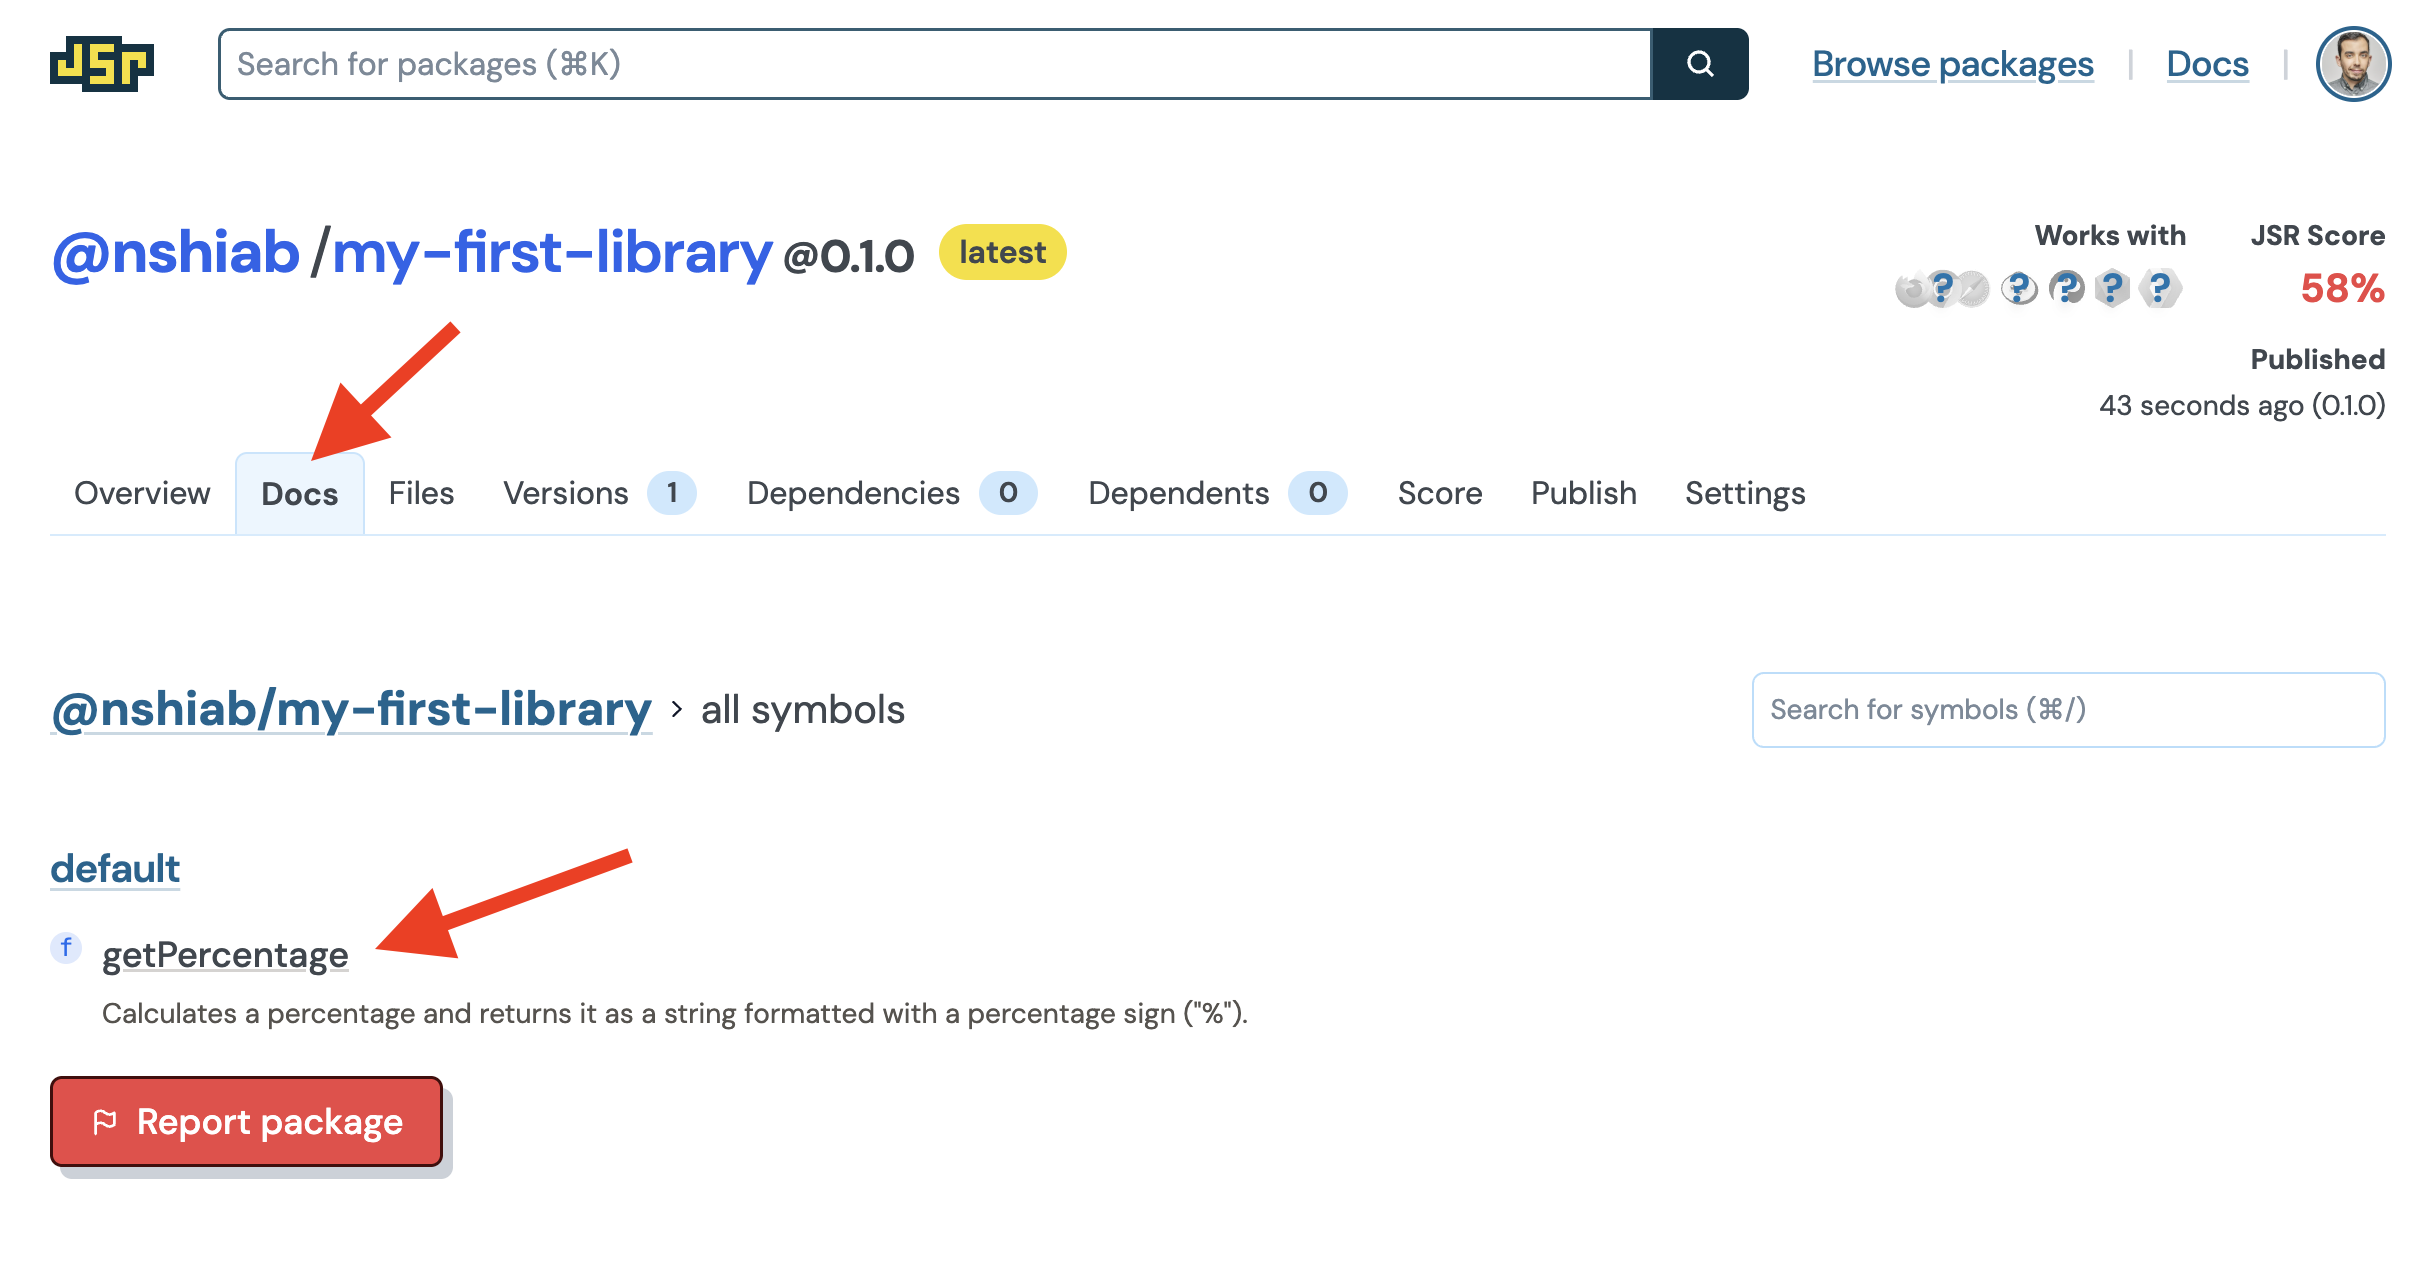 JSR
Search for packages (⌘K)
Browse packages | Docs |
@nshiab/my-first-library@0.1.0 latest
Works with
? ? ? ? ?
JSR Score
58%
Published
43 seconds ago (0.1.0)
Overview Docs Files Versions 1 Dependencies 0 Dependents 0 Score Publish Settings
@nshiab/my-first-library > all symbols
Search for symbols (⌘/)
default
f getPercentage
Calculates a percentage and returns it as a string formatted with a percentage sign ("%").
Report package